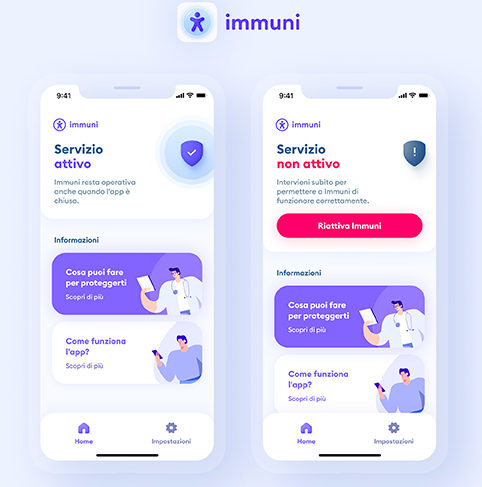 immuni
9:41
immuni
Servizio
attivo
Immuni resta operativa
anche quando l'app è
chiusa.
Informazioni
Cosa puoi fare
per proteggerti
Scopri di più
Come funziona
l'app?
Scopri di più
Home
Impostazioni
9:41
immuni
Servizio
non attivo
Intervieni subito per
permettere a Immuni di
funzionare correttamente.
Riattiva Immuni
Informazioni
Cosa puoi fare
per proteggerti
Scopri di più
Come funziona
l'app?
Scopri di più
Home
Impostazioni